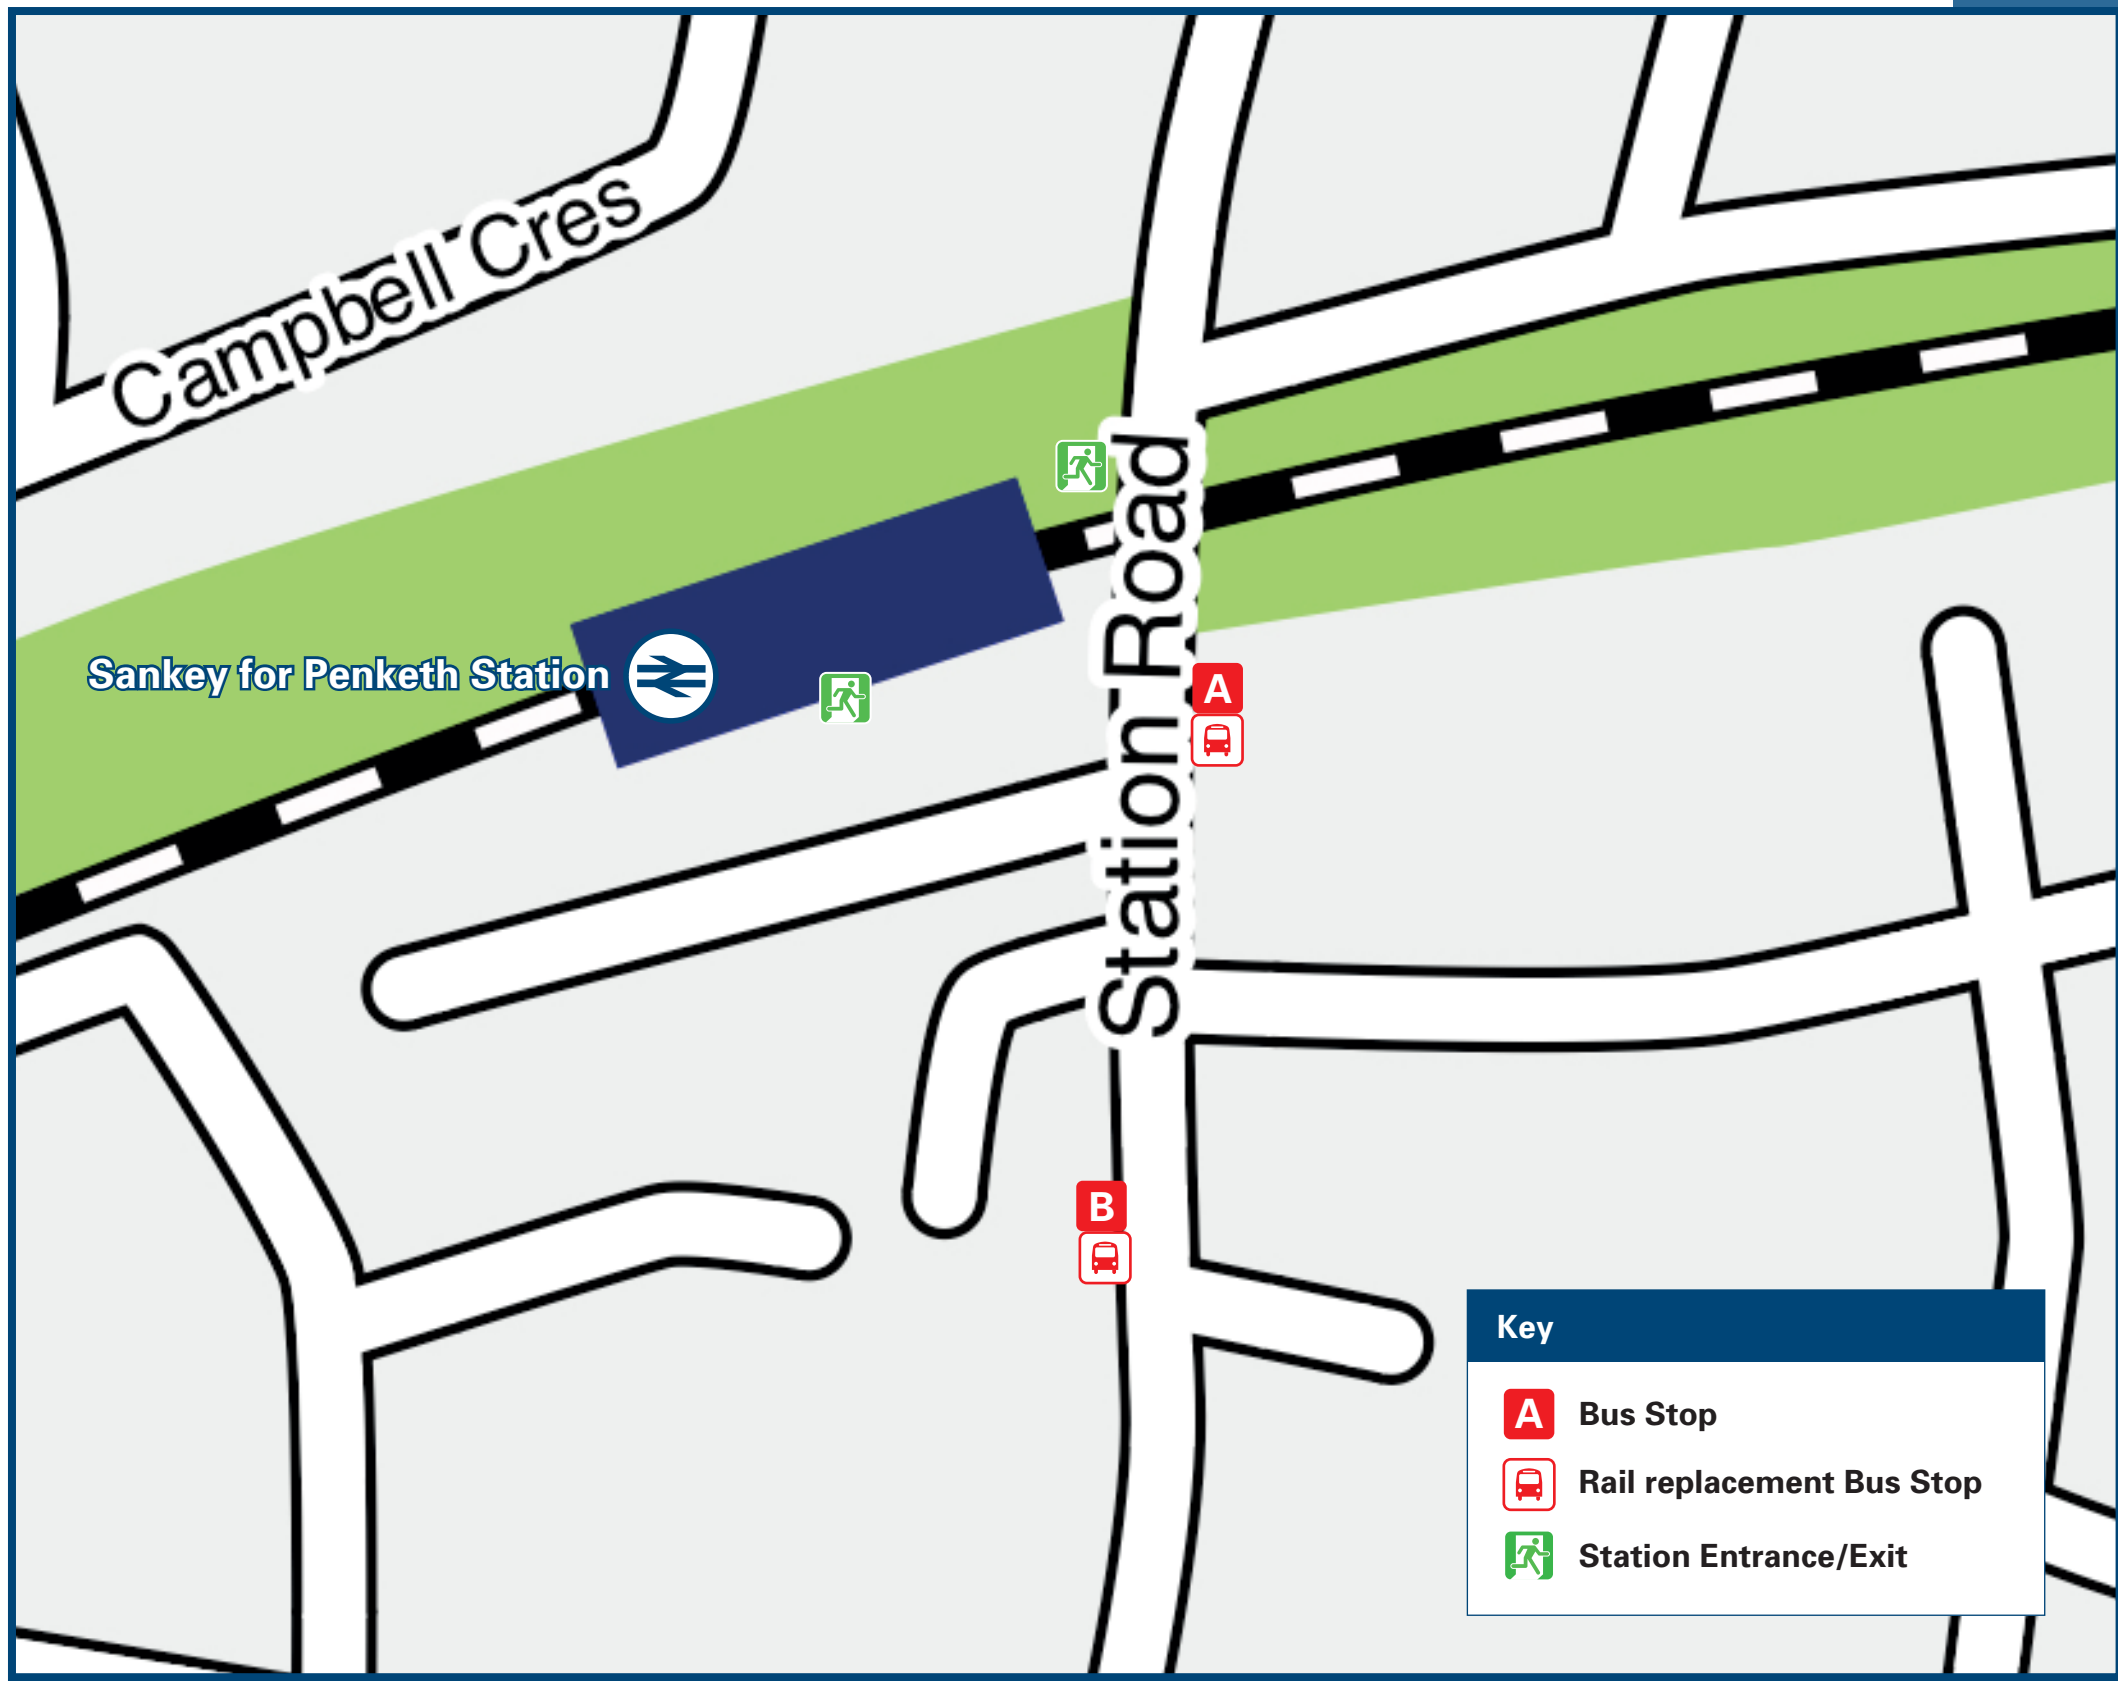 Campbell Cres
Station Road
Sankey for Penketh Station
A
B
Key
A Bus Stop
Rail replacement Bus Stop
Station Entrance/Exit